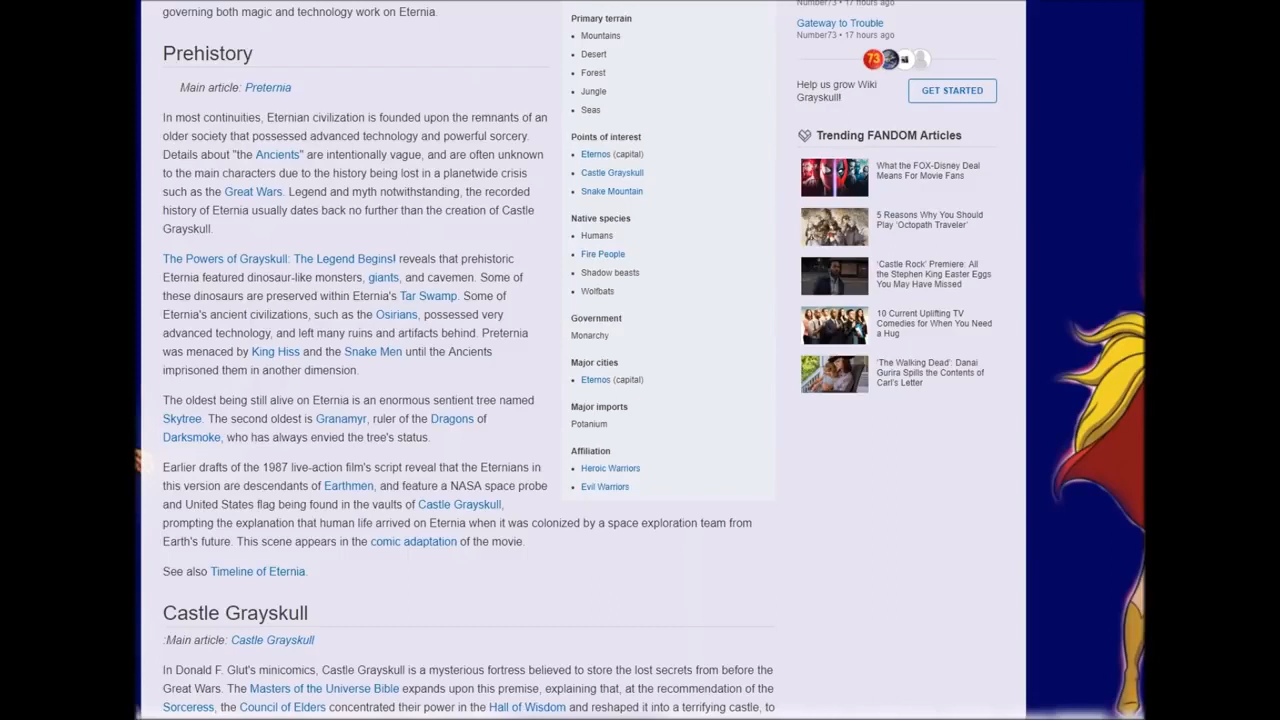 governing both magic and technology work on Eternia.
Prehistory
Main article: Preternia
In most continuities, Eternian civilization is founded upon the remnants of an
older society that possessed advanced technology and powerful sorcery.
Details about "the Ancients" are intentionally vague, and are often unknown
to the main characters due to the history being lost in a planetwide crisis
such as the Great Wars. Legend and myth notwithstanding, the recorded
history of Eternia usually dates back no further than the creation of Castle
Grayskull.
The Powers of Grayskull: The Legend Begins! reveals that prehistoric
Eternia featured dinosaur-like monsters, giants, and cavemen. Some of
these dinosaurs are preserved within Eternia's Tar Swamp. Some of
Eternia's ancient civilizations, such as the Osirians, possessed very
advanced technology, and left many ruins and artifacts behind. Preternia
was menaced by King Hiss and the Snake Men until the Ancients
imprisoned them in another dimension.
The oldest being still alive on Eternia is an enormous sentient tree named
Skytree. The second oldest is Granamyr, ruler of the Dragons of
Darksmoke, who has always envied the tree's status.
Earlier drafts of the 1987 live-action film's script reveal that the Eternians in
this version are descendants of Earthmen, and feature a NASA space probe
and United States flag being found in the vaults of Castle Grayskull,
prompting the explanation that human life arrived on Eternia when it was colonized by a space exploration team from
Earth's future. This scene appears in the comic adaptation of the movie.
See also Timeline of Eternia.
Castle Grayskull
:Main article: Castle Grayskull
In Donald F. Glut's minicomics, Castle Grayskull is a mysterious fortress believed to store the lost secrets from before the
Great Wars. The Masters of the Universe Bible expands upon this premise, explaining that, at the recommendation of the
Sorceress, the Council of Elders concentrated their power in the Hall of Wisdom and reshaped it into a terrifying castle, to
Primary terrain
Mountains
Desert
Forest
Jungle
Seas
Points of interest
Eternos (capital)
Castle Grayskull
Snake Mountain
Native species
Humans
Fire People
Shadow beasts
Wolfbats
Government
Monarchy
Major cities
Eternos (capital)
Major imports
Potanium
Affiliation
Heroic Warriors
Evil Warriors
Number73 • 17 hours ago
Gateway to Trouble
Number73 • 17 hours ago
73
Help us grow Wiki
Grayskull!
GET STARTED
Trending FANDOM Articles
What the FOX-Disney Deal
Means For Movie Fans
5 Reasons Why You Should
Play 'Octopath Traveler'
'Castle Rock' Premiere: All
the Stephen King Easter Eggs
You May Have Missed
10 Current Uplifting TV
Comedies for When You Need
a Hug
'The Walking Dead': Danai
Gurira Spills the Contents of
Carl's Letter